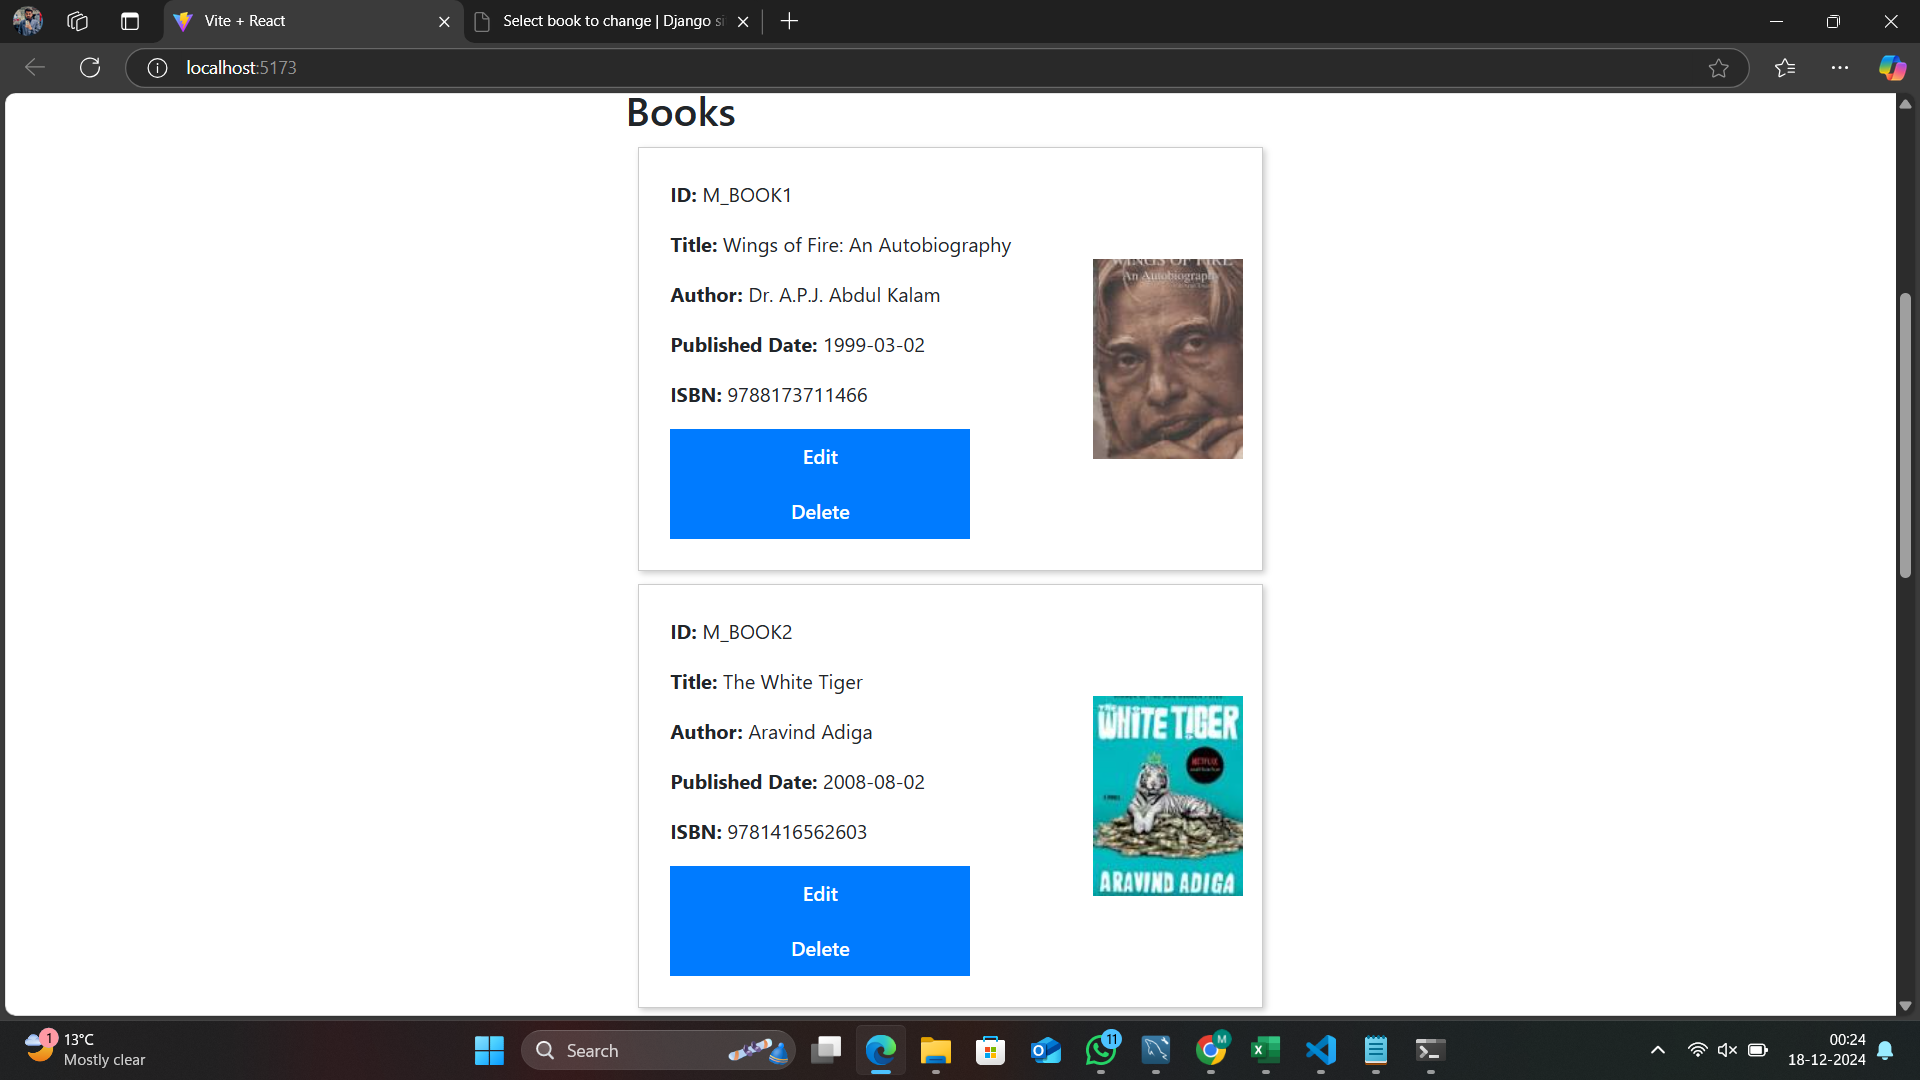 Vite + React
Select book to change | Django si
localhost:5173
Books
ID: M_BOOK1
Title: Wings of Fire: An Autobiography
Author: Dr. A.P.J. Abdul Kalam
Published Date: 1999-03-02
ISBN: 9788173711466
Edit
Delete
WINGS OF FIRE
An Autobiography
ID: M_BOOK2
Title: The White Tiger
Author: Aravind Adiga
Published Date: 2008-08-02
ISBN: 9781416562603
Edit
Delete
THE
WHITE TIGER
NETFLIX
ARAVIND ADIGA
1
13°C
Mostly clear
Search
11
M
00:24
18-12-2024